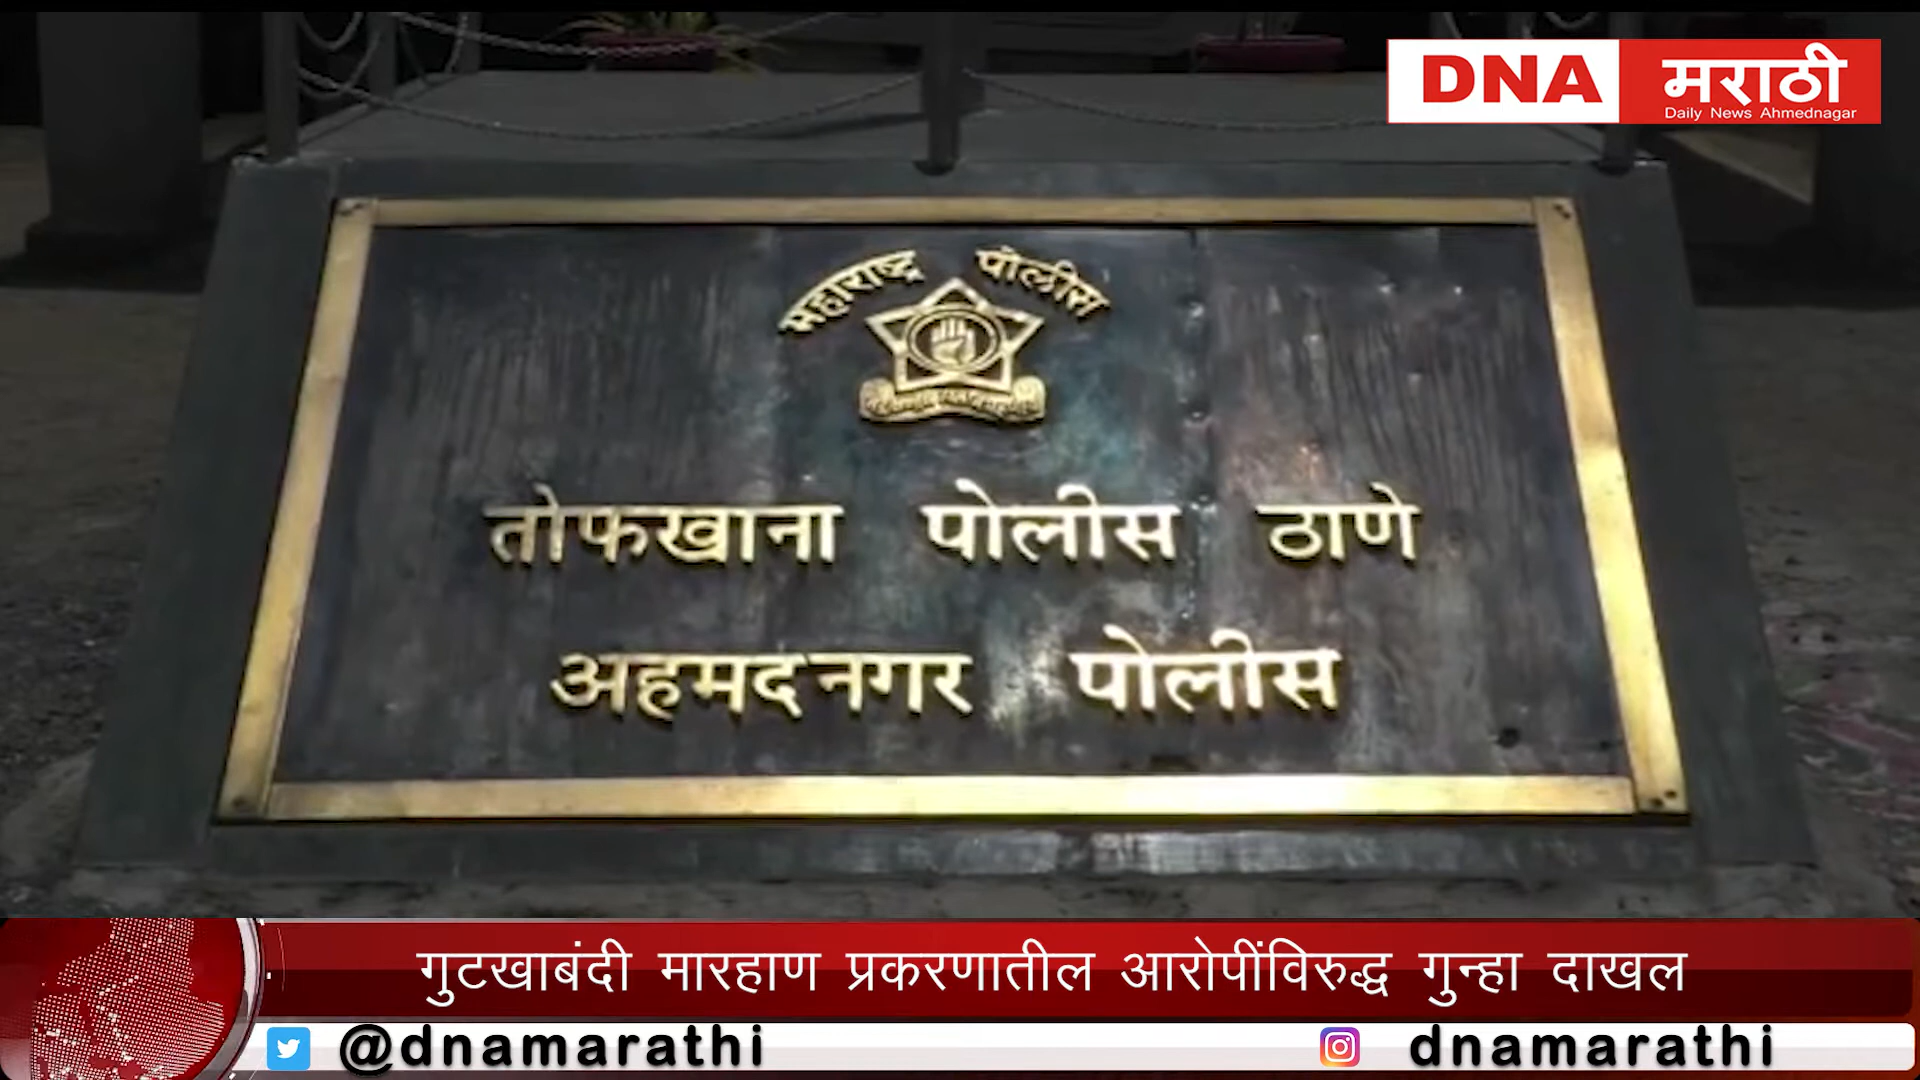 DNA मराठी
Daily News Ahmednagar
महाराष्ट्र पोलीस
तोफखाना पोलीस ठाणे
अहमदनगर पोलीस
गुटखाबंदी मारहाण प्रकरणातील आरोपींविरुद्ध गुन्हा दाखल
@dnamarathi dnamarathi